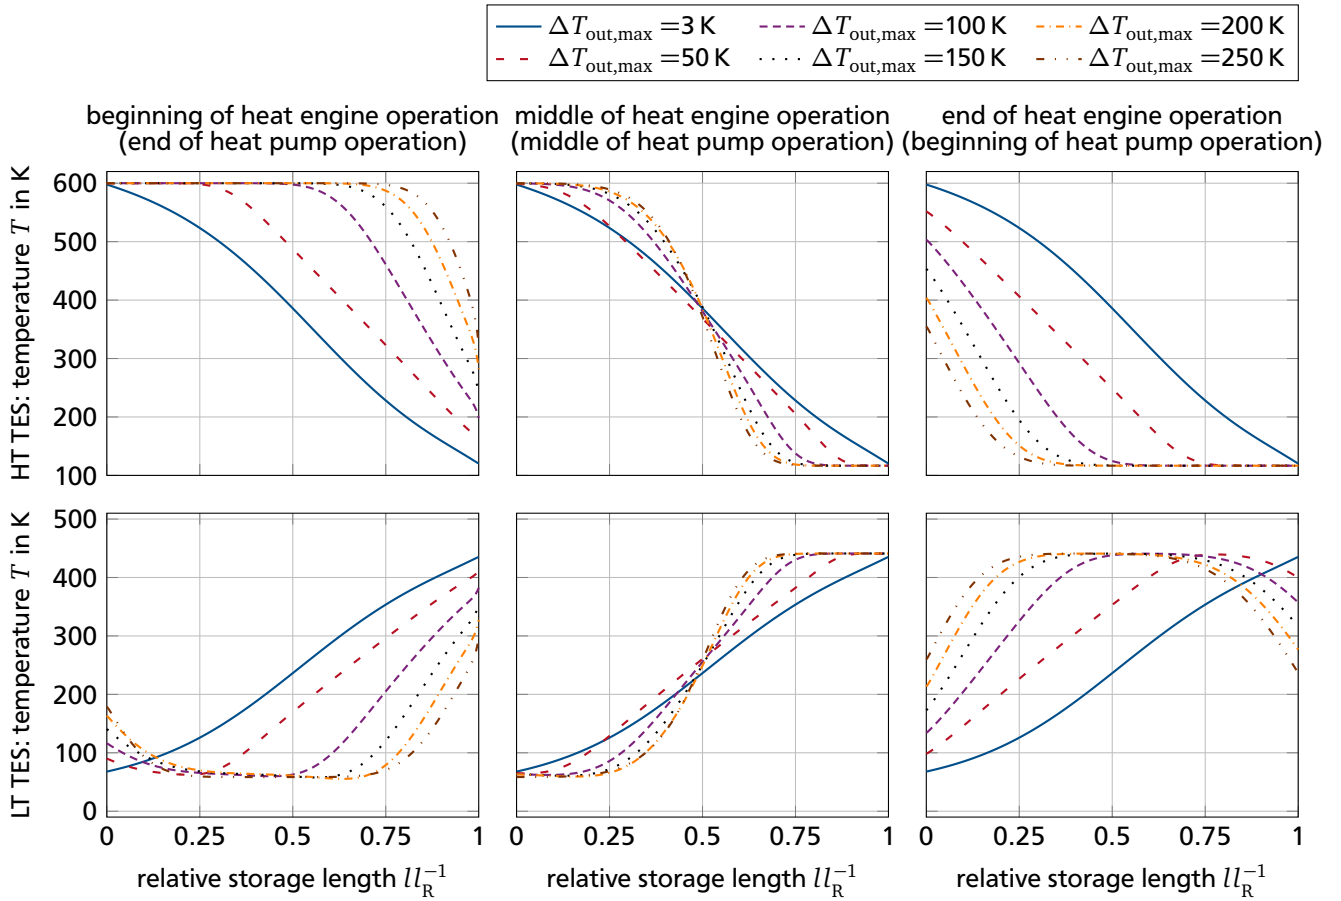 ΔT_out,max =3 K ΔT_out,max =100 K ΔT_out,max =200 K
ΔT_out,max =50 K ΔT_out,max =150 K ΔT_out,max =250 K
beginning of heat engine operation
(end of heat pump operation)
middle of heat engine operation
(middle of heat pump operation)
end of heat engine operation
(beginning of heat pump operation)
HT TES: temperature T in K
600
500
400
300
200
100
LT TES: temperature T in K
500
400
300
200
100
0
0 0.25 0.5 0.75 1
0 0.25 0.5 0.75 1
0 0.25 0.5 0.75 1
relative storage length l l_R^−1
relative storage length l l_R^−1
relative storage length l l_R^−1